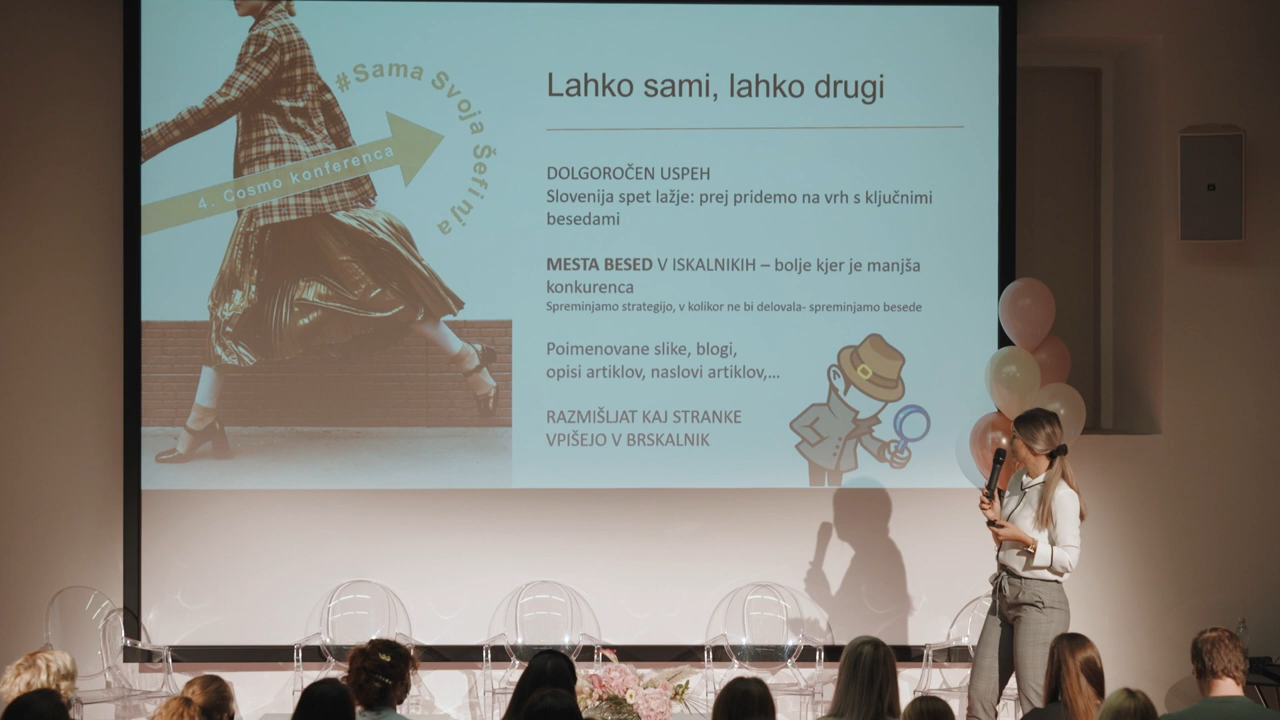 #Sama Svoja Šefinja
4. Cosmo konferenca
Lahko sami, lahko drugi
DOLGOROČEN USPEH
Slovenija spet lažje: prej pridemo na vrh s ključnimi
besedami
MESTA BESED V ISKALNIKIH – bolje kjer je manjša
konkurenca
Spreminjamo strategijo, v kolikor ne bi delovala- spreminjamo besede
Poimenovane slike, blogi,
opisi artiklov, naslovi artiklov,...
RAZMIŠLJAT KAJ STRANKE
VPIŠEJO V BRSKALNIK